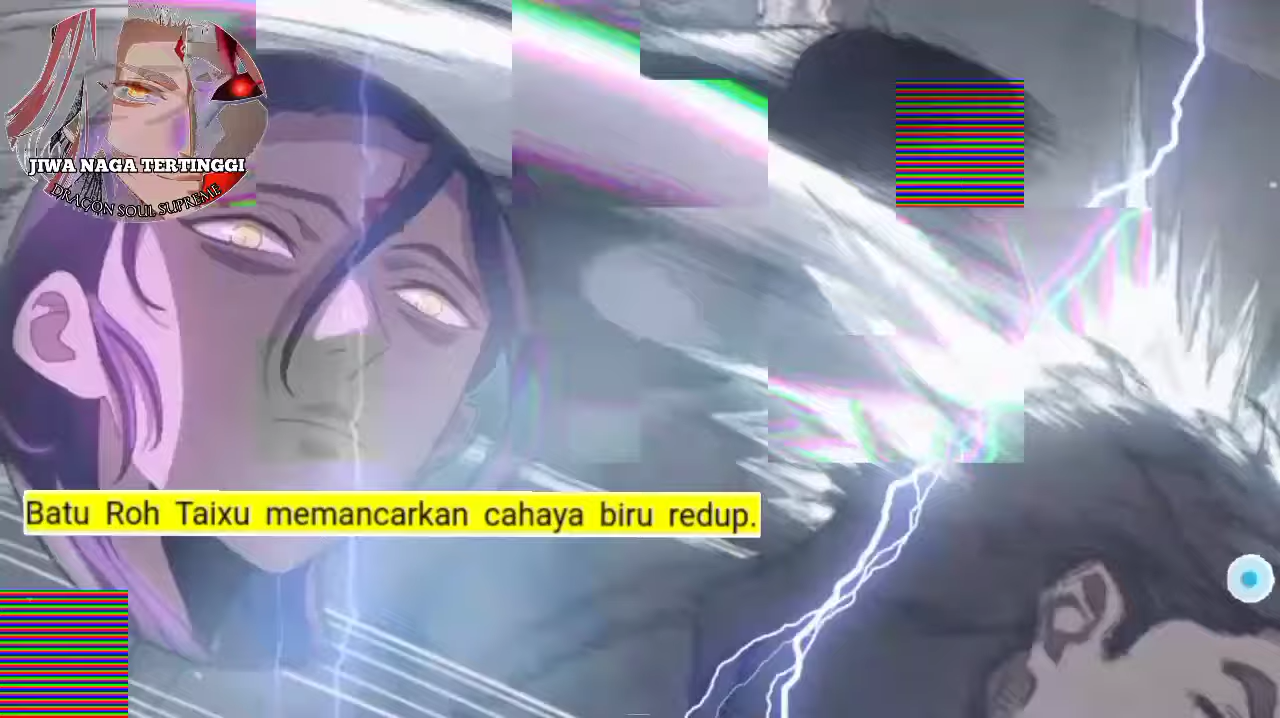 JIWA NAGA TERTINGGI
DRAGON SOUL SUPREME
Batu Roh Taixu memancarkan cahaya biru redup.